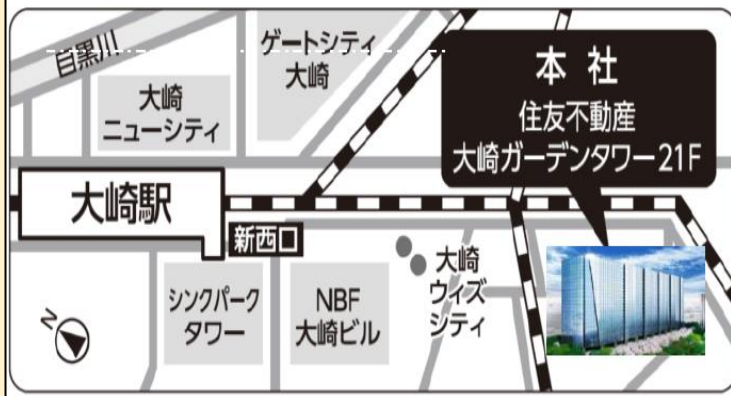 目黒川
ゲートシティ
大崎
大崎
ニューシティ
本社
住友不動産
大崎ガーデンタワー21F
大崎駅
新西口
シンクパーク
タワー
NBF
大崎ビル
大崎
ウィズ
シティ
N